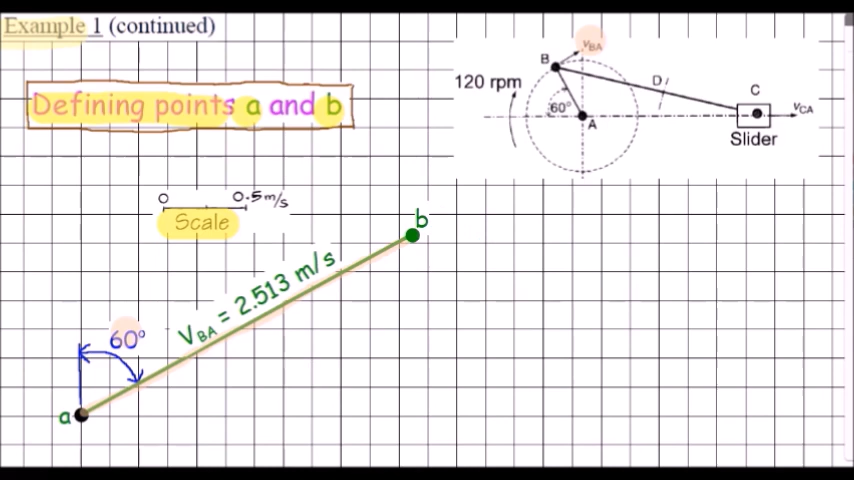 Example 1 (continued)
Defining points a and b
0 0.5m/s
Scale
b
V_BA = 2.513 m/s
60°
a
V_BA
B
D
120 rpm
C
60°
A
V_CA
Slider